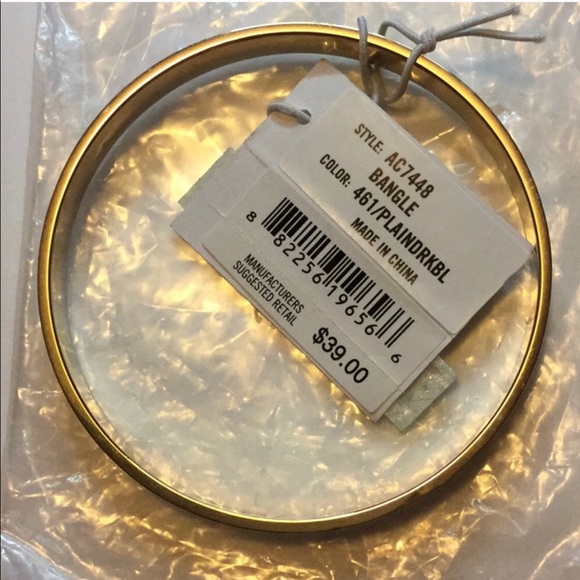 STYLE: AC7448
BANGLE
COLOR: 461/PLAINDRKBL
MADE IN CHINA
8 82256 19656 6
MANUFACTURERS
SUGGESTED RETAIL
$39.00